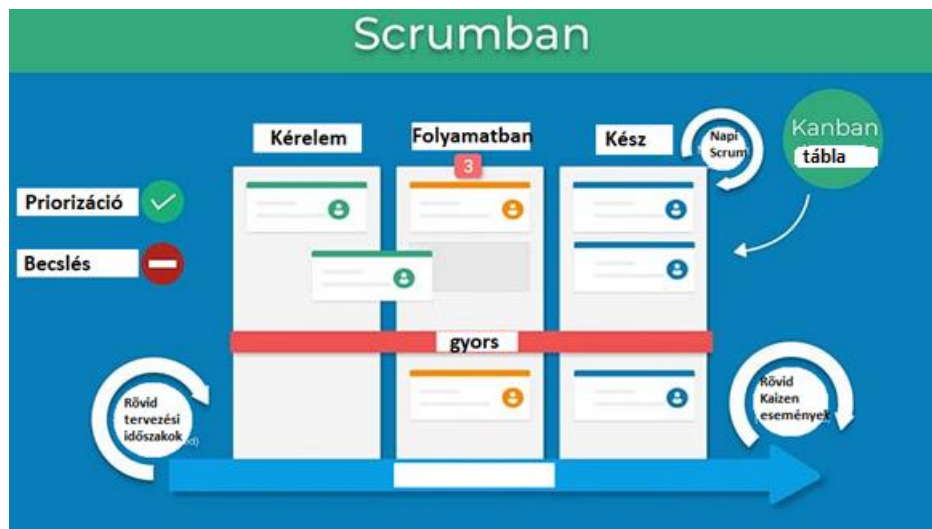 Scrumban
Kérelem
Folyamatban
3
Kész
Napi
Scrum
Kanban
tábla
Priorizáció
Becslés
gyors
Rövid
tervezési
időszakok
Rövid
Kaizen
események